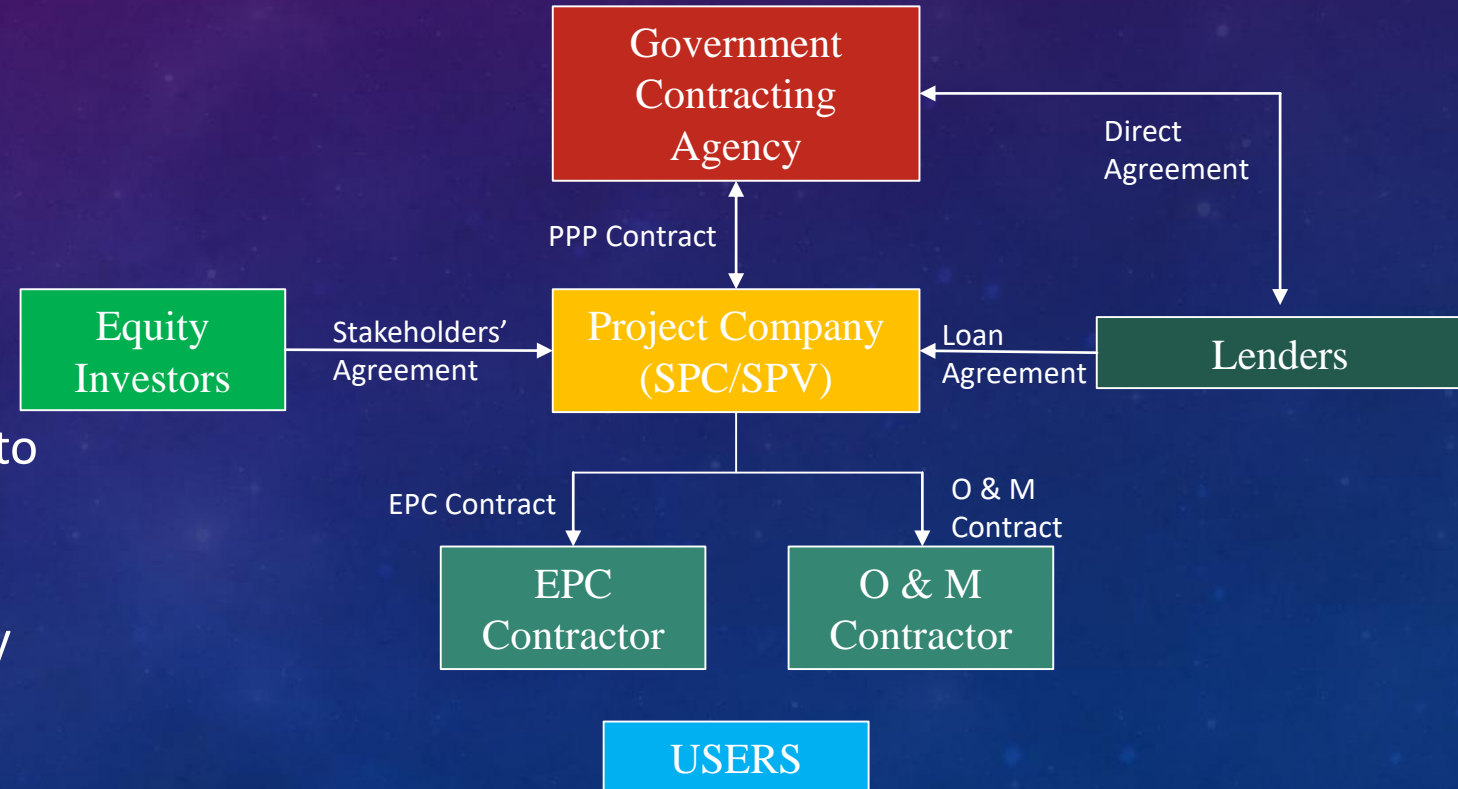 Government
Contracting
Agency
Direct
Agreement
PPP Contract
Equity
Investors
Stakeholders’
Agreement
Project Company
(SPC/SPV)
Loan
Agreement
Lenders
to
EPC Contract
O & M
Contract
EPC
Contractor
O & M
Contractor
y
USERS